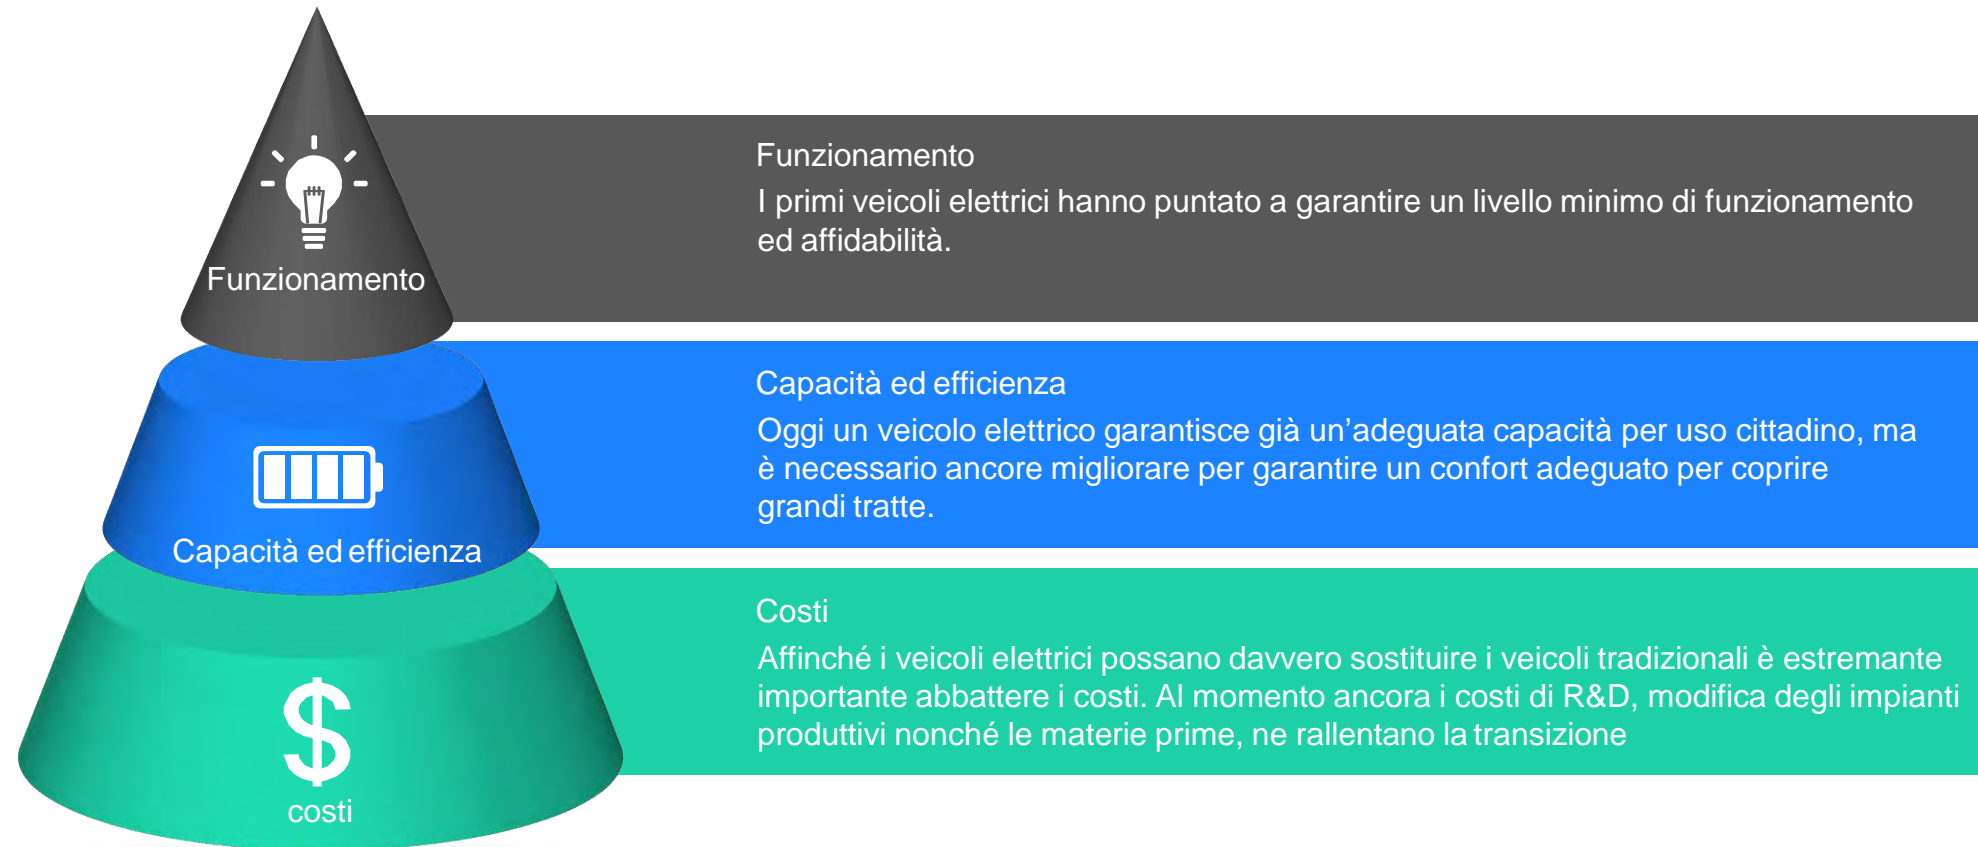 Funzionamento
Funzionamento
I primi veicoli elettrici hanno puntato a garantire un livello minimo di funzionamento
ed affidabilità.
Capacità ed efficienza
Capacità ed efficienza
Oggi un veicolo elettrico garantisce già un’adeguata capacità per uso cittadino, ma
è necessario ancore migliorare per garantire un confort adeguato per coprire
grandi tratte.
costi
Costi
Affinché i veicoli elettrici possano davvero sostituire i veicoli tradizionali è estremante
importante abbattere i costi. Al momento ancora i costi di R&D, modifica degli impianti
produttivi nonché le materie prime, ne rallentano la transizione